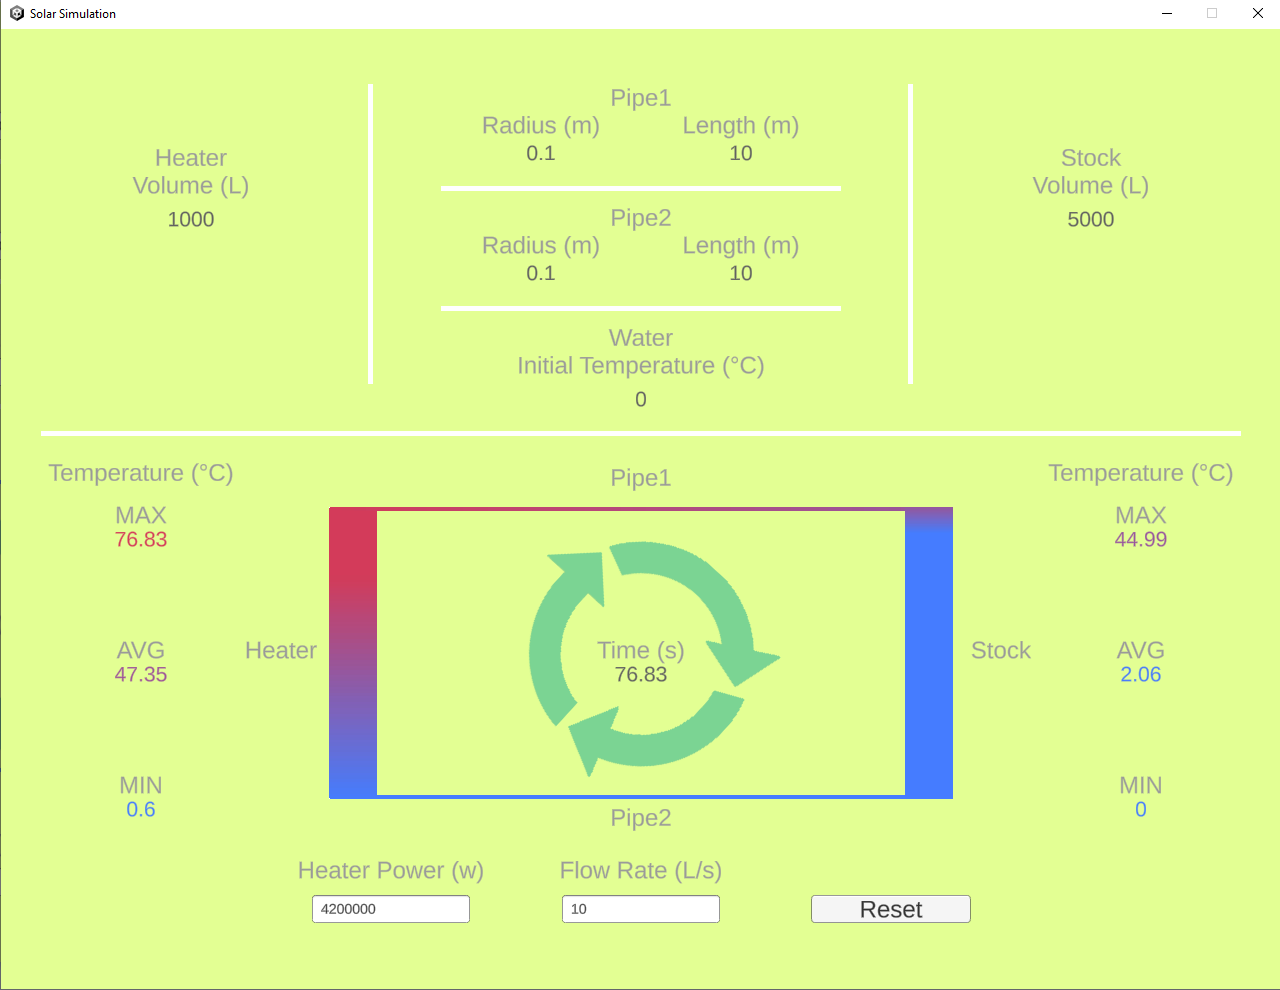 Solar Simulation
Pipe1
Radius (m) Length (m)
0.1 10
Heater
Volume (L)
1000
Stock
Volume (L)
5000
Pipe2
Radius (m) Length (m)
0.1 10
Water
Initial Temperature (°C)
0
Temperature (°C)
MAX
76.83
AVG
47.35
MIN
0.6
Pipe1
Heater
Time (s)
76.83
Stock
Pipe2
Temperature (°C)
MAX
44.99
AVG
2.06
MIN
0
Heater Power (w) Flow Rate (L/s)
4200000 10 Reset